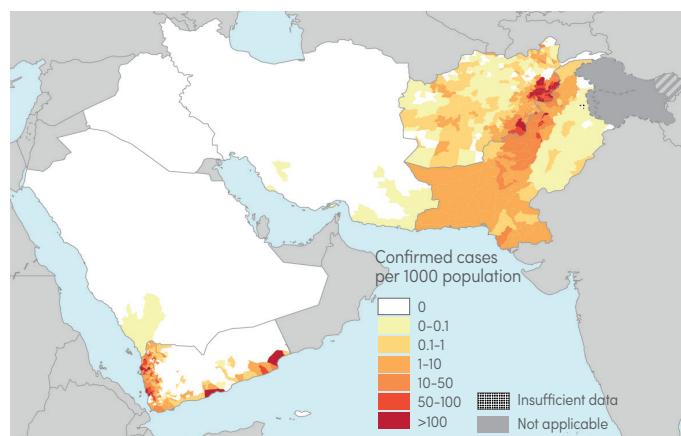 Confirmed cases
per 1000 population
0
0–0.1
0.1–1
1–10
10–50
50–100
>100
Insufficient data
Not applicable